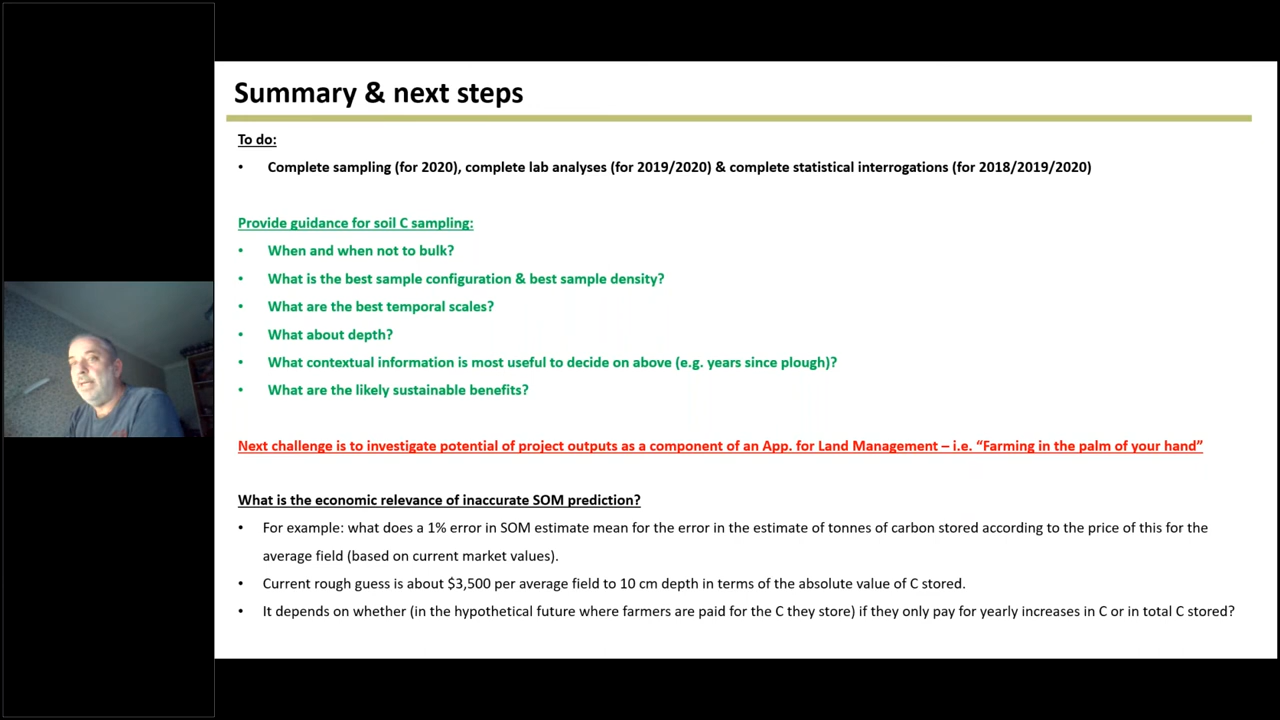 Summary & next steps
To do:
• Complete sampling (for 2020), complete lab analyses (for 2019/2020) & complete statistical interrogations (for 2018/2019/2020)
Provide guidance for soil C sampling:
• When and when not to bulk?
• What is the best sample configuration & best sample density?
• What are the best temporal scales?
• What about depth?
• What contextual information is most useful to decide on above (e.g. years since plough)?
• What are the likely sustainable benefits?
Next challenge is to investigate potential of project outputs as a component of an App. for Land Management – i.e. “Farming in the palm of your hand”
What is the economic relevance of inaccurate SOM prediction?
• For example: what does a 1% error in SOM estimate mean for the error in the estimate of tonnes of carbon stored according to the price of this for the
average field (based on current market values).
• Current rough guess is about $3,500 per average field to 10 cm depth in terms of the absolute value of C stored.
• It depends on whether (in the hypothetical future where farmers are paid for the C they store) if they only pay for yearly increases in C or in total C stored?